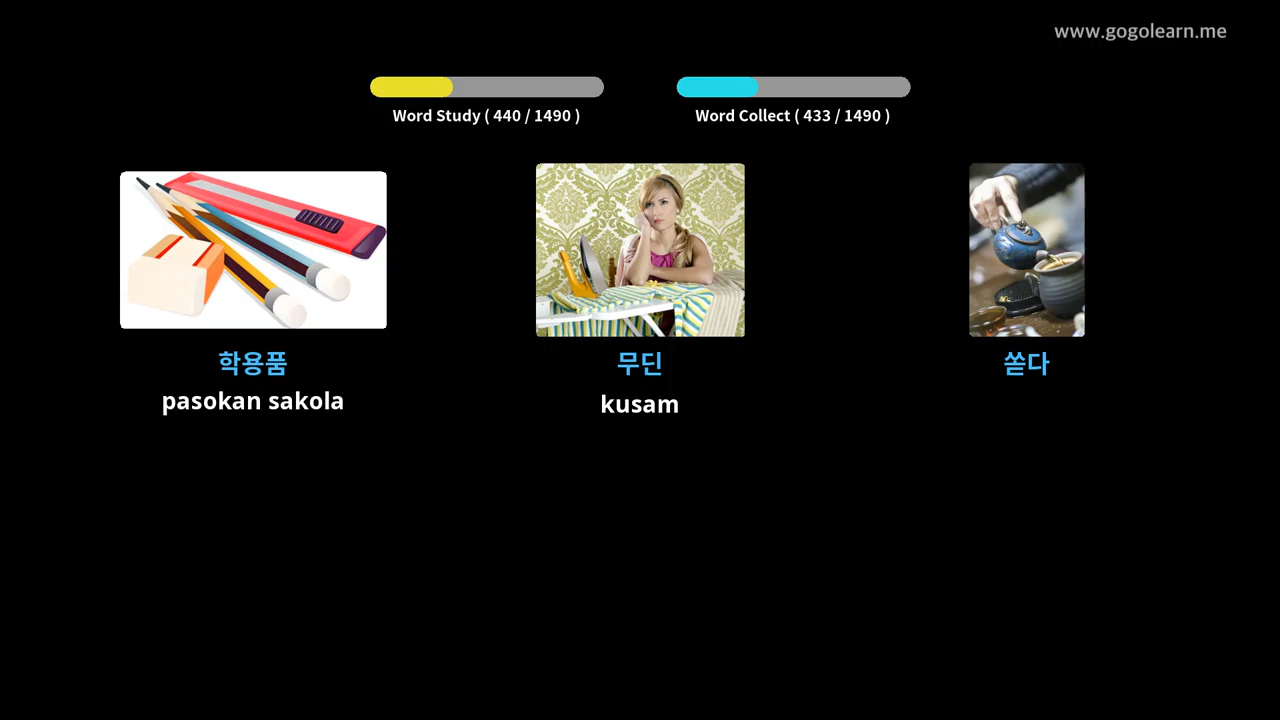 www.gogolearn.me
Word Study ( 440 / 1490 )
Word Collect ( 433 / 1490 )
학용품
pasokan sakola
무딘
kusam
쏟다